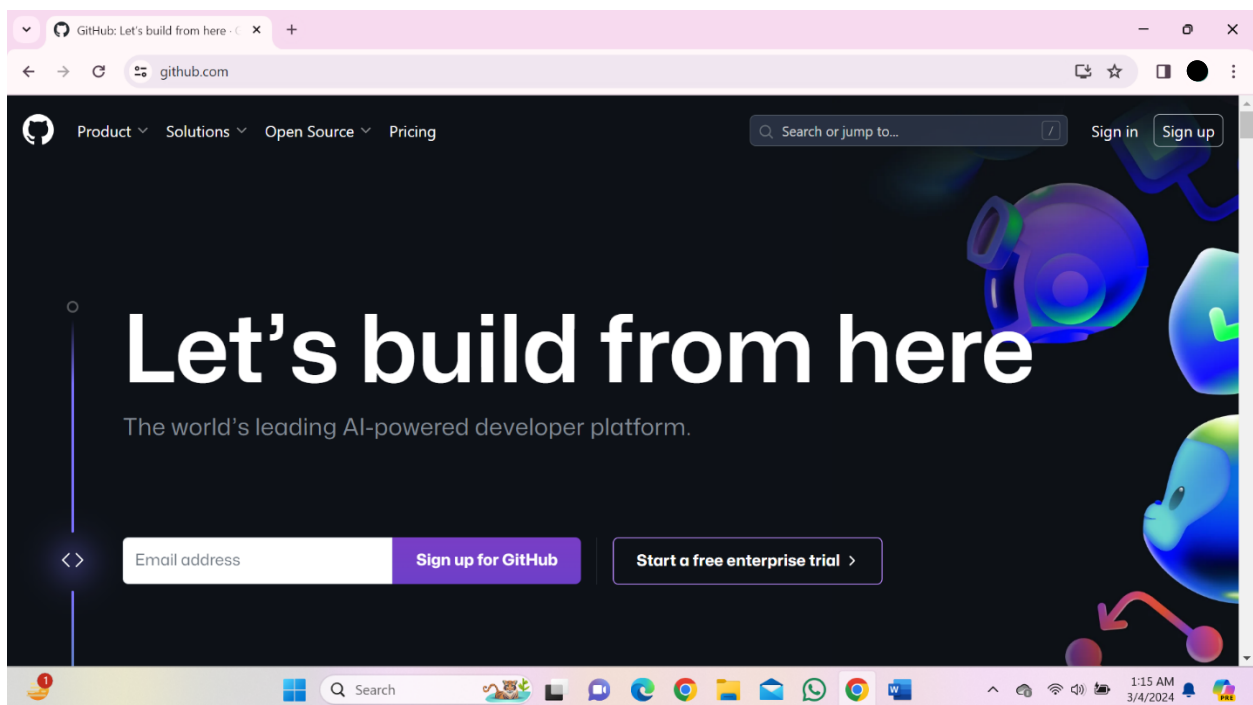 GitHub: Let's build from here
github.com
Product Solutions Open Source Pricing Search or jump to... / Sign in Sign up
Let's build from here
The world's leading AI-powered developer platform.
Email address Sign up for GitHub Start a free enterprise trial
1
Search
W
PRE
1:15 AM
3/4/2024